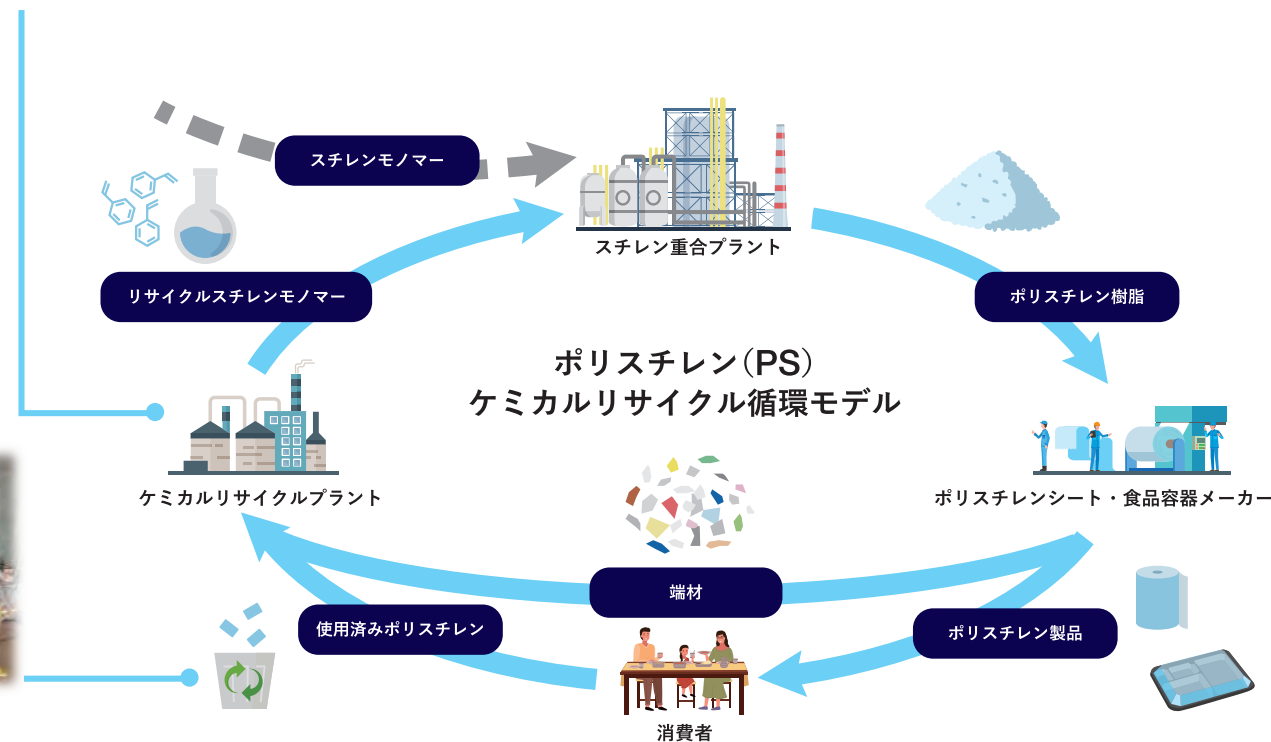 スチレンモノマー
スチレン重合プラント
リサイクルスチレンモノマー
ポリスチレン樹脂
ポリスチレン（PS）
ケミカルリサイクル循環モデル
ケミカルリサイクルプラント
ポリスチレンシート・食品容器メーカー
端材
使用済みポリスチレン
ポリスチレン製品
消費者